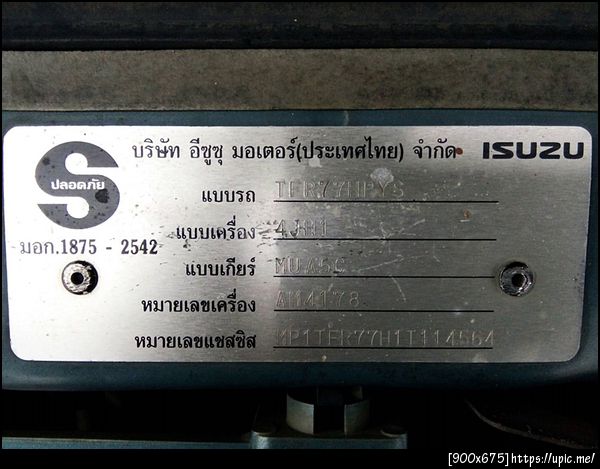 บริษัท อีซูซุ มอเตอร์(ประเทศไทย) จำกัด ISUZU
ปลอดภัย
S
มอก.1875 - 2542
แบบรถ TFR77HPYS
แบบเครื่อง 4JH1
แบบเกียร์ MUA5C
หมายเลขเครื่อง AM4178
หมายเลขแชสซิส MP1TFR77H1T114564
[900x675]https://upic.me/